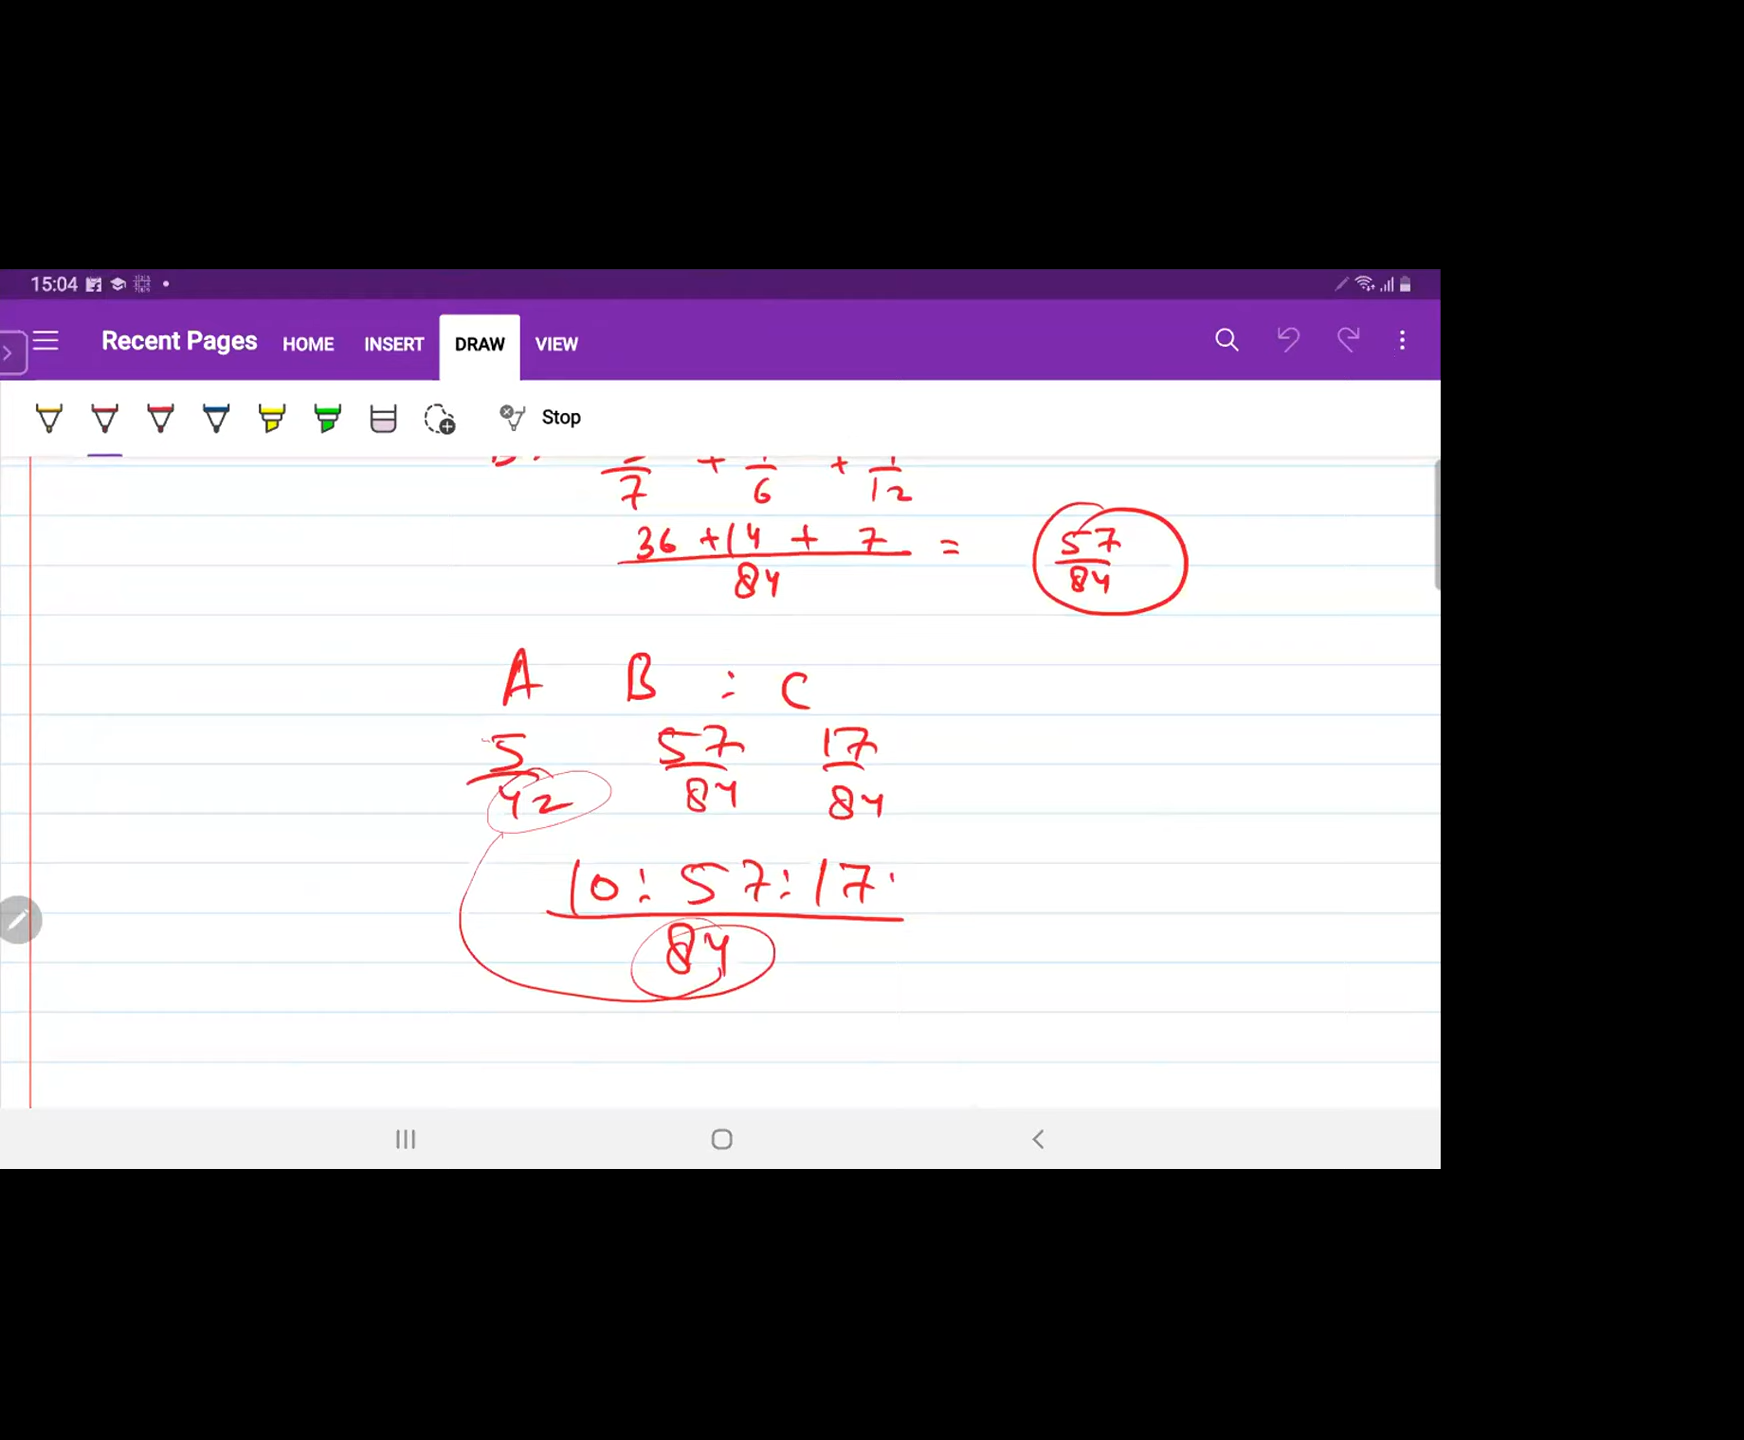 15:04
Recent Pages HOME INSERT DRAW VIEW
Stop
7 6 12
36 + 14 + 7 = 57
84 84
A B : C
5 57 17
42 84 84
10 : 57 : 17
84